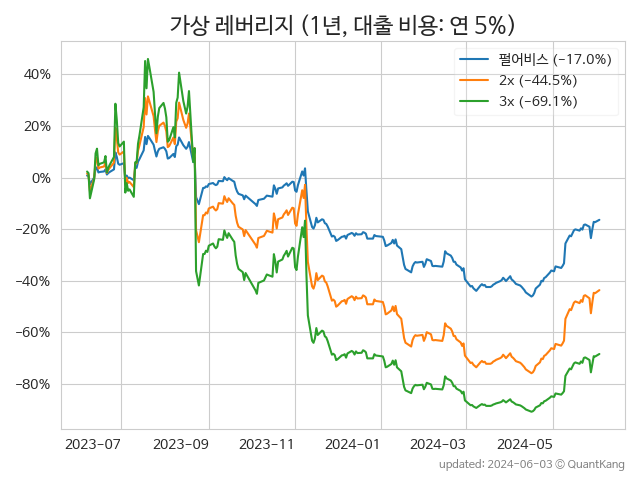 가상 레버리지 (1년, 대출 비용: 연 5%)
펄어비스 (−17.0%)
2x (−44.5%)
3x (−69.1%)
40%
20%
0%
−20%
−40%
−60%
−80%
2023-07
2023-09
2023-11
2024-01
2024-03
2024-05
updated: 2024-06-03 © QuantKang